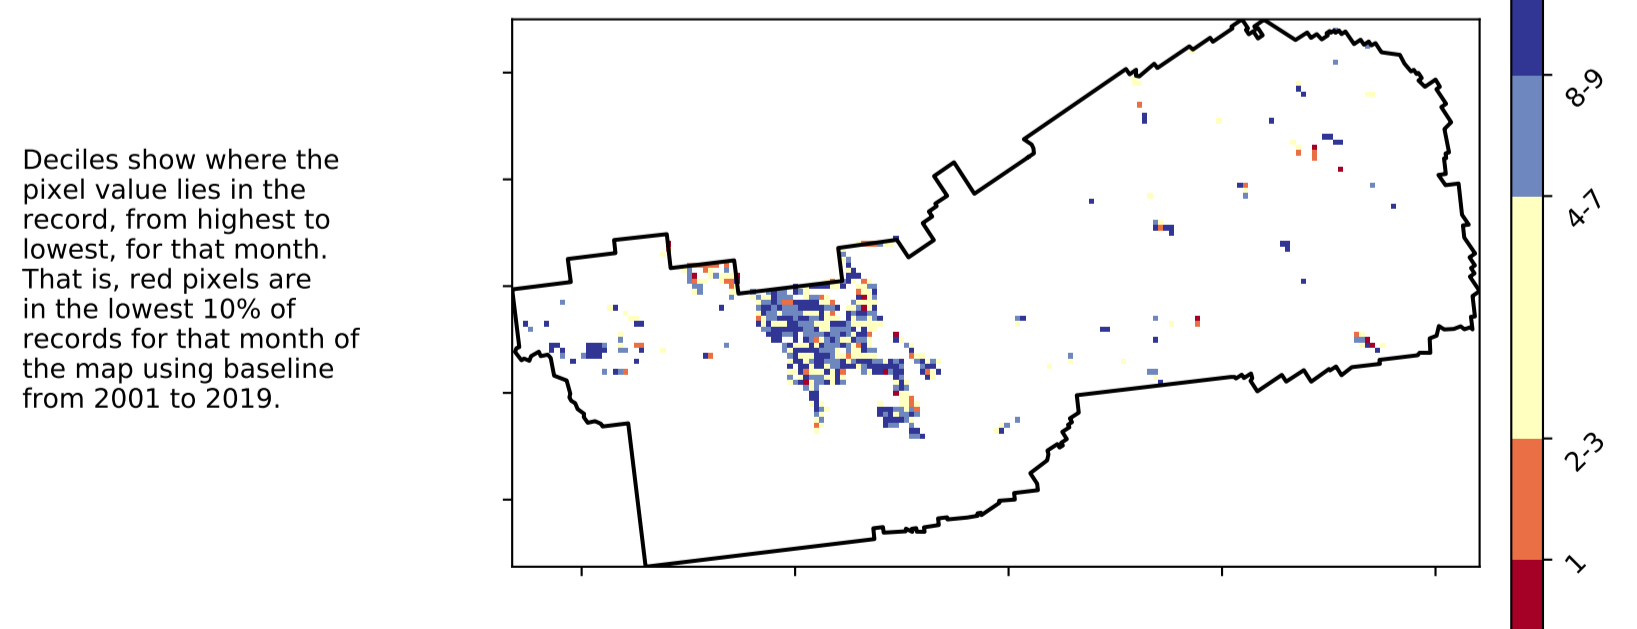 Deciles show where the
pixel value lies in the
record, from highest to
lowest, for that month.
That is, red pixels are
in the lowest 10% of
records for that month of
the map using baseline
from 2001 to 2019.
8-9
4-7
2-3
1